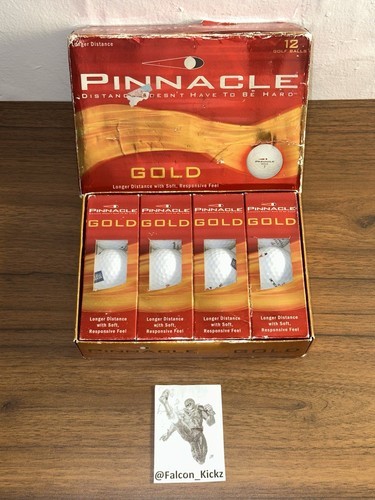 Longer Distance
12
GOLF BALLS
PINNACLE
DISTANCE DOESN'T HAVE TO BE HARD
GOLD
Longer Distance with Soft, Responsive Feel
PINNACLE PINNACLE PINNACLE PINNACLE
GOLD GOLD GOLD GOLD
Longer Distance Longer Distance Longer Distance Longer Distance
with Soft, with Soft, with Soft, with Soft,
Responsive Feel Responsive Feel Responsive Feel Responsive Feel
PINNACLE GOLD
@Falcon_Kickz